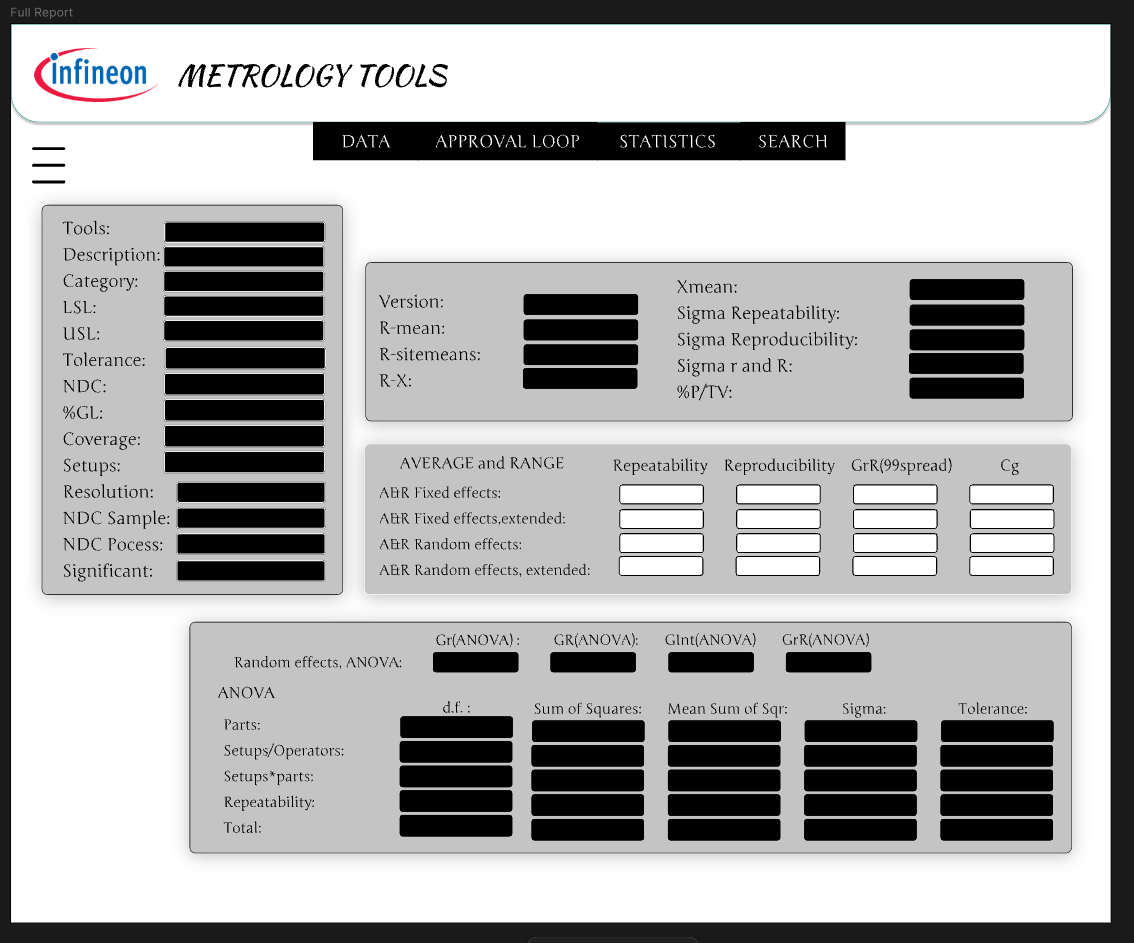 Full Report
infineon
METROLOGY TOOLS
DATA APPROVAL LOOP STATISTICS SEARCH
Tools:
Description:
Category:
LSL:
USL:
Tolerance:
NDC:
%GL:
Coverage:
Setups:
Resolution:
NDC Sample:
NDC Pocess:
Significant:
Version:
R-mean:
R-sitemeans:
R-X:
Xmean:
Sigma Repeatability:
Sigma Reproducibility:
Sigma r and R:
%P/TV:
AVERAGE and RANGE Repeatability Reproducibility GrR(99spread) Cg
A&R Fixed effects:
A&R Fixed effects,extended:
A&R Random effects:
A&R Random effects, extended:
Gr(ANOVA) : GR(ANOVA): GInt(ANOVA) GrR(ANOVA)
Random effects, ANOVA:
ANOVA
d.f. : Sum of Squares: Mean Sum of Sqr: Sigma: Tolerance:
Parts:
Setups/Operators:
Setups*parts:
Repeatability:
Total: